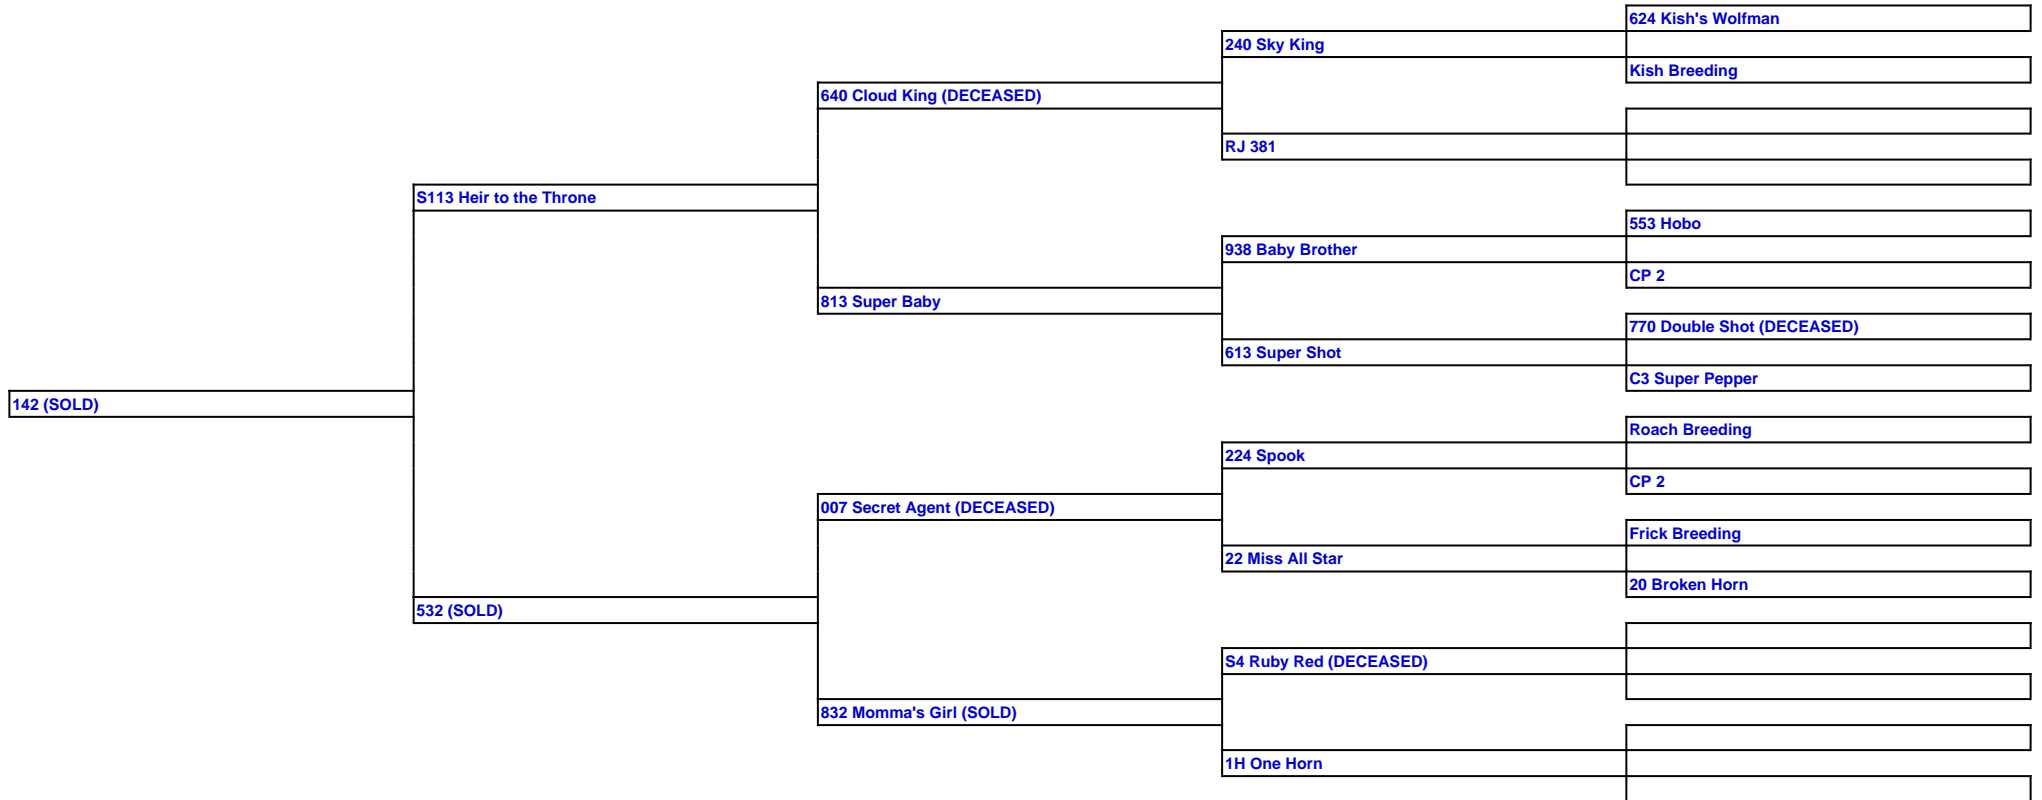 624 Kish's Wolfman
240 Sky King
Kish Breeding
640 Cloud King (DECEASED)
RJ 381
S113 Heir to the Throne
553 Hobo
938 Baby Brother
CP 2
813 Super Baby
770 Double Shot (DECEASED)
613 Super Shot
C3 Super Pepper
142 (SOLD)
Roach Breeding
224 Spook
CP 2
007 Secret Agent (DECEASED)
Frick Breeding
22 Miss All Star
20 Broken Horn
532 (SOLD)
S4 Ruby Red (DECEASED)
832 Momma's Girl (SOLD)
1H One Horn